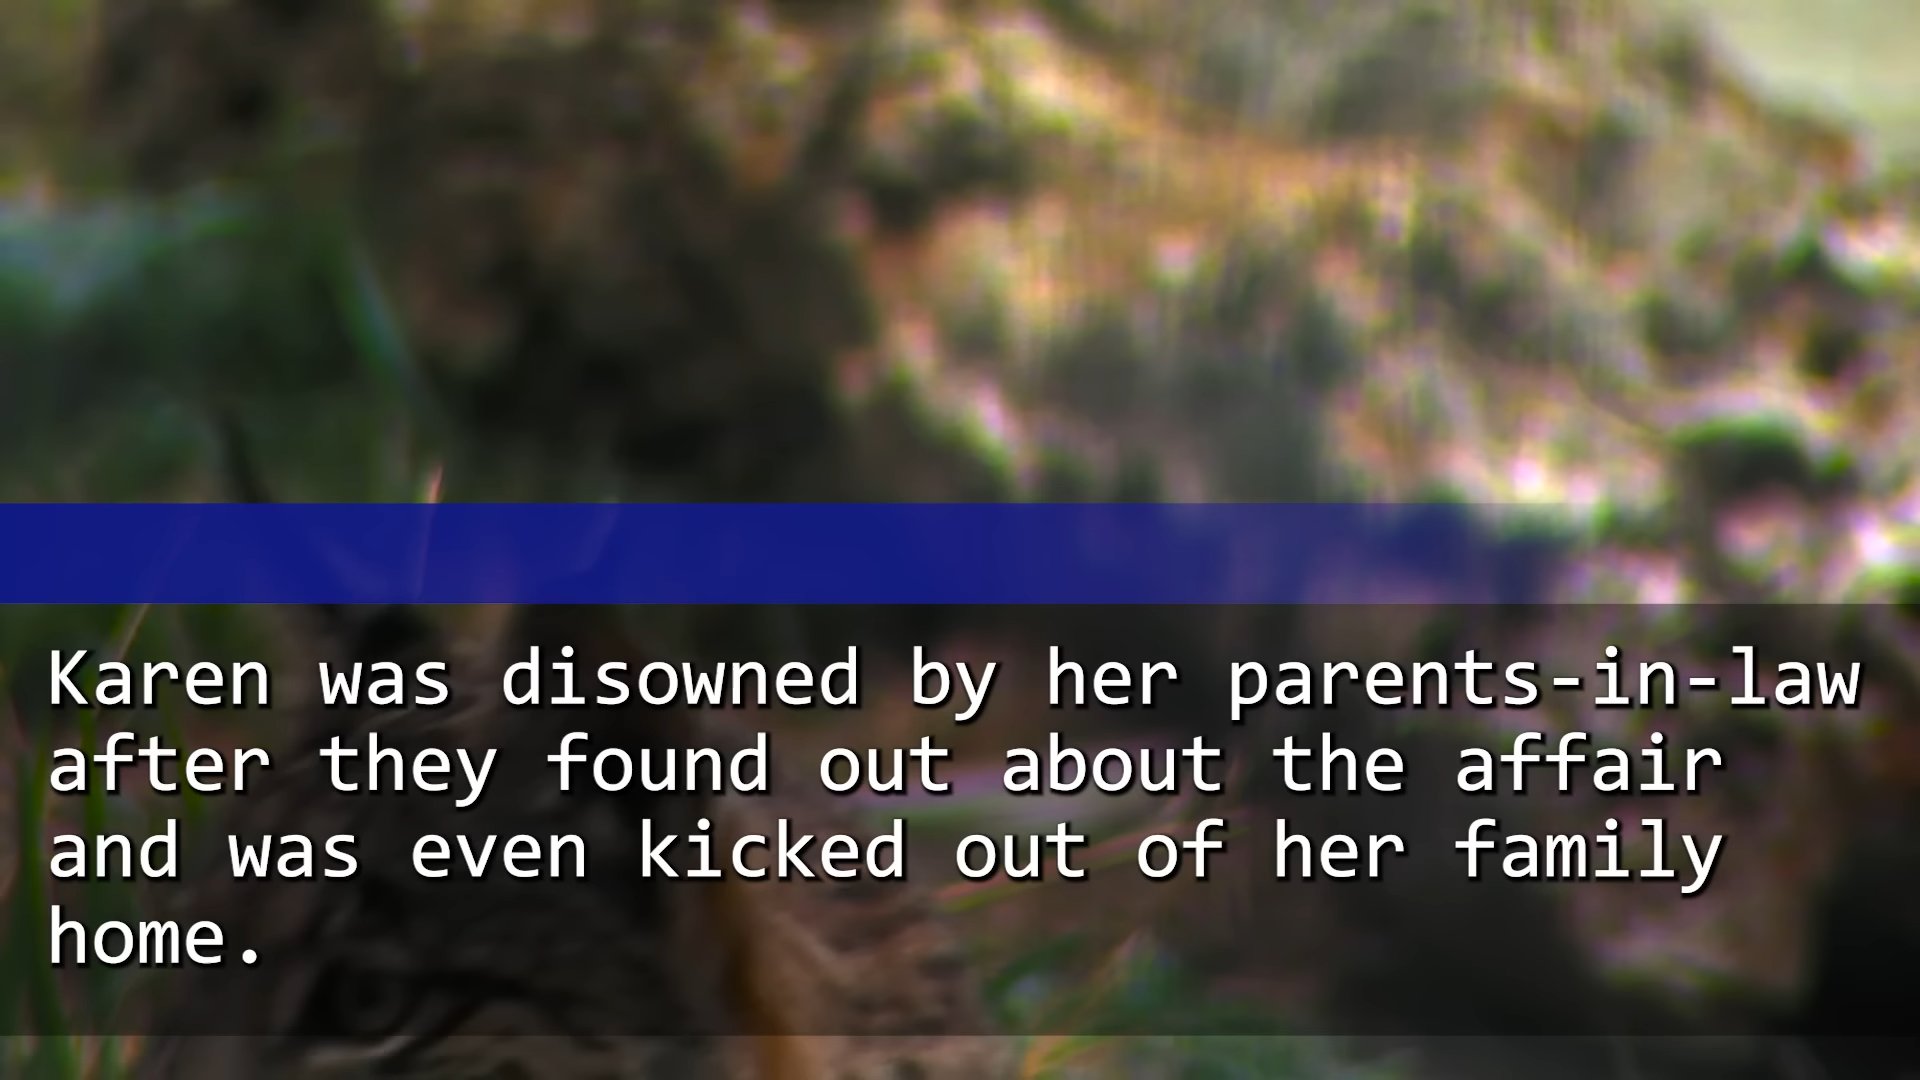 Karen was disowned by her parents-in-law
after they found out about the affair
and was even kicked out of her family
home.